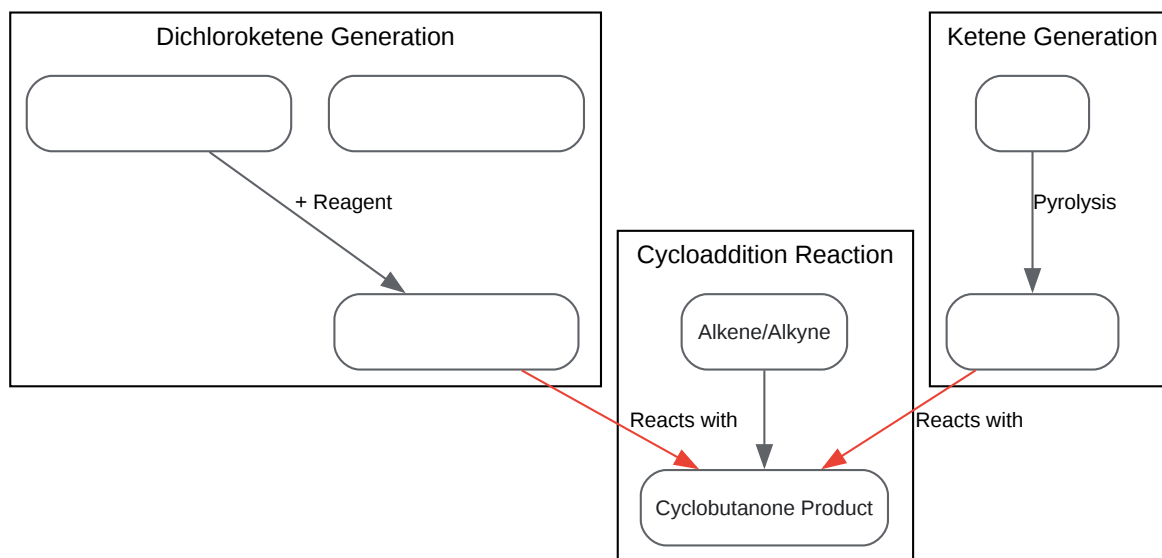 Dichloroketene Generation
Ketene Generation
+ Reagent
Pyrolysis
Cycloaddition Reaction
Alkene/Alkyne
Reacts with
Reacts with
Cyclobutanone Product